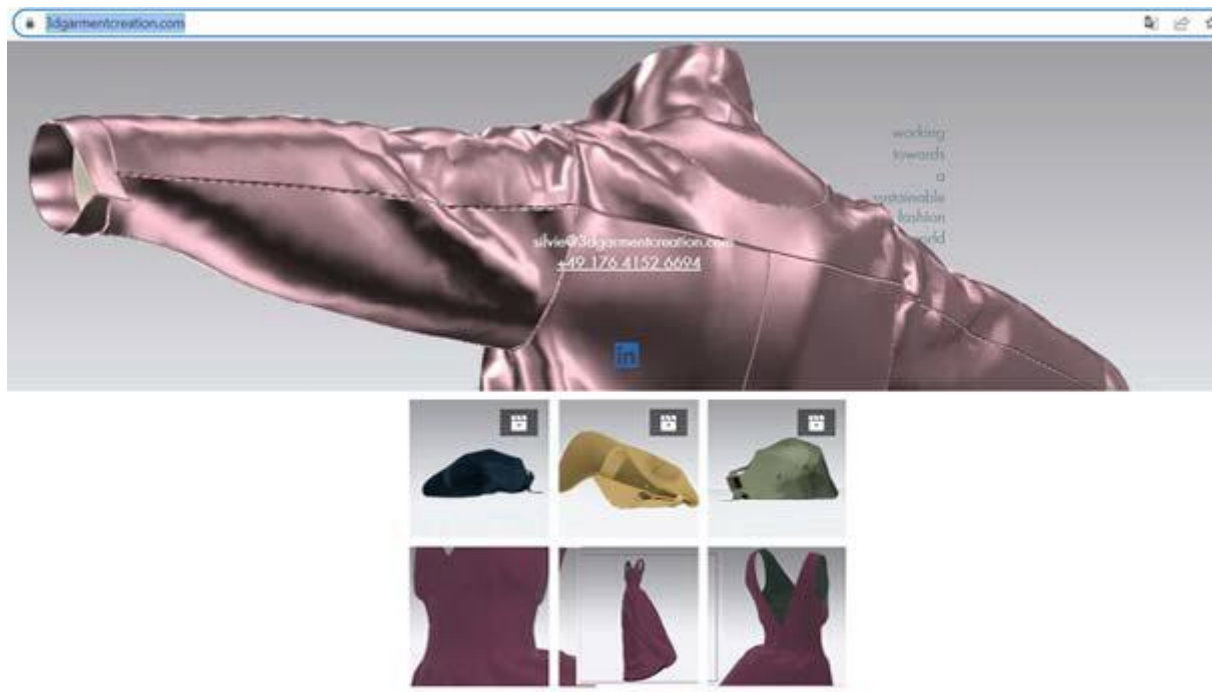 3dgarmentcreation.com
working
towards
a
sustainable
fashion
world
silvie@3dgarmentcreation.com
+49 176 4152 6694
in